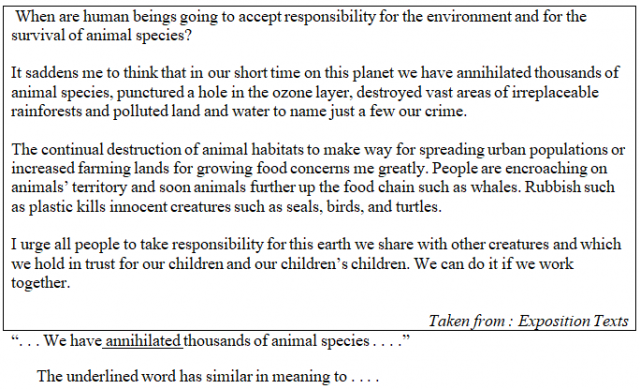 When are human beings going to accept responsibility for the environment and for the
survival of animal species?
It saddens me to think that in our short time on this planet we have annihilated thousands of
animal species, punctured a hole in the ozone layer, destroyed vast areas of irreplaceable
rainforests and polluted land and water to name just a few our crime.
The continual destruction of animal habitats to make way for spreading urban populations or
increased farming lands for growing food concerns me greatly. People are encroaching on
animals’ territory and soon animals further up the food chain such as whales. Rubbish such
as plastic kills innocent creatures such as seals, birds, and turtles.
I urge all people to take responsibility for this earth we share with other creatures and which
we hold in trust for our children and our children’s children. We can do it if we work
together.
Taken from : Exposition Texts
“. . . We have annihilated thousands of animal species . . . .”
The underlined word has similar in meaning to . . . .